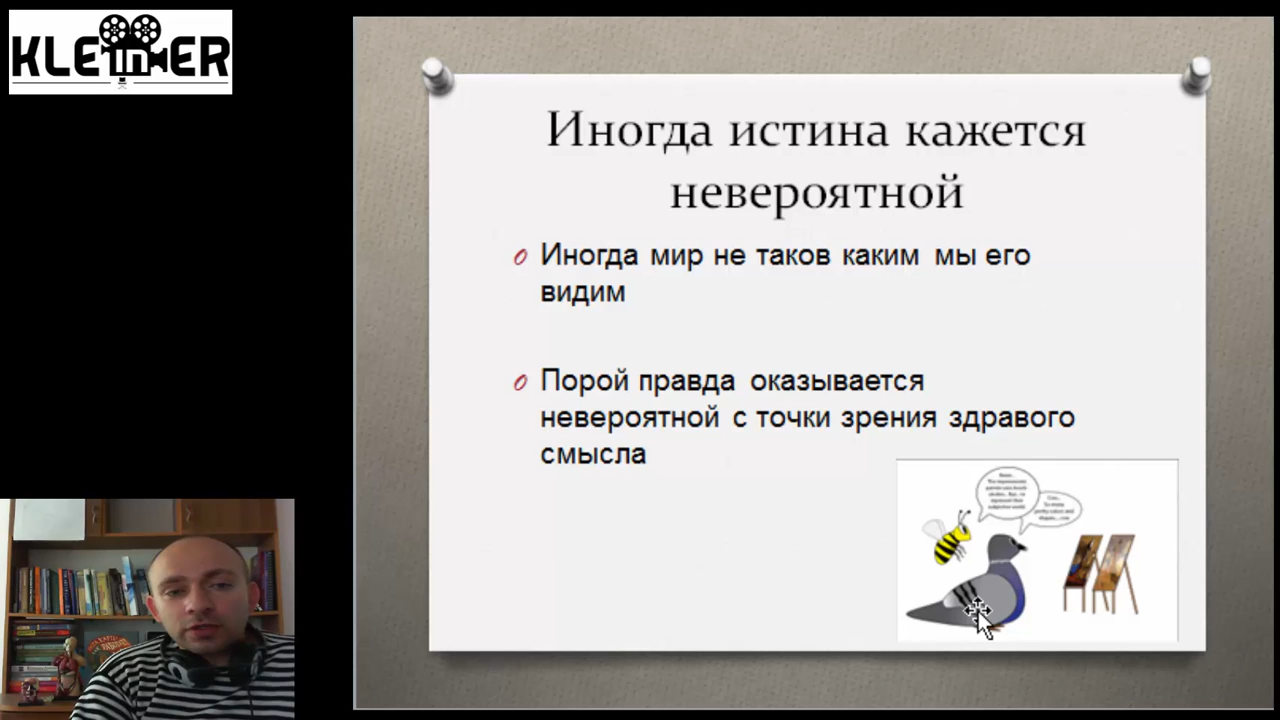 KLEINER
Иногда истина кажется
невероятной
Иногда мир не таков каким мы его
видим
Порой правда оказывается
невероятной с точки зрения здравого
смысла